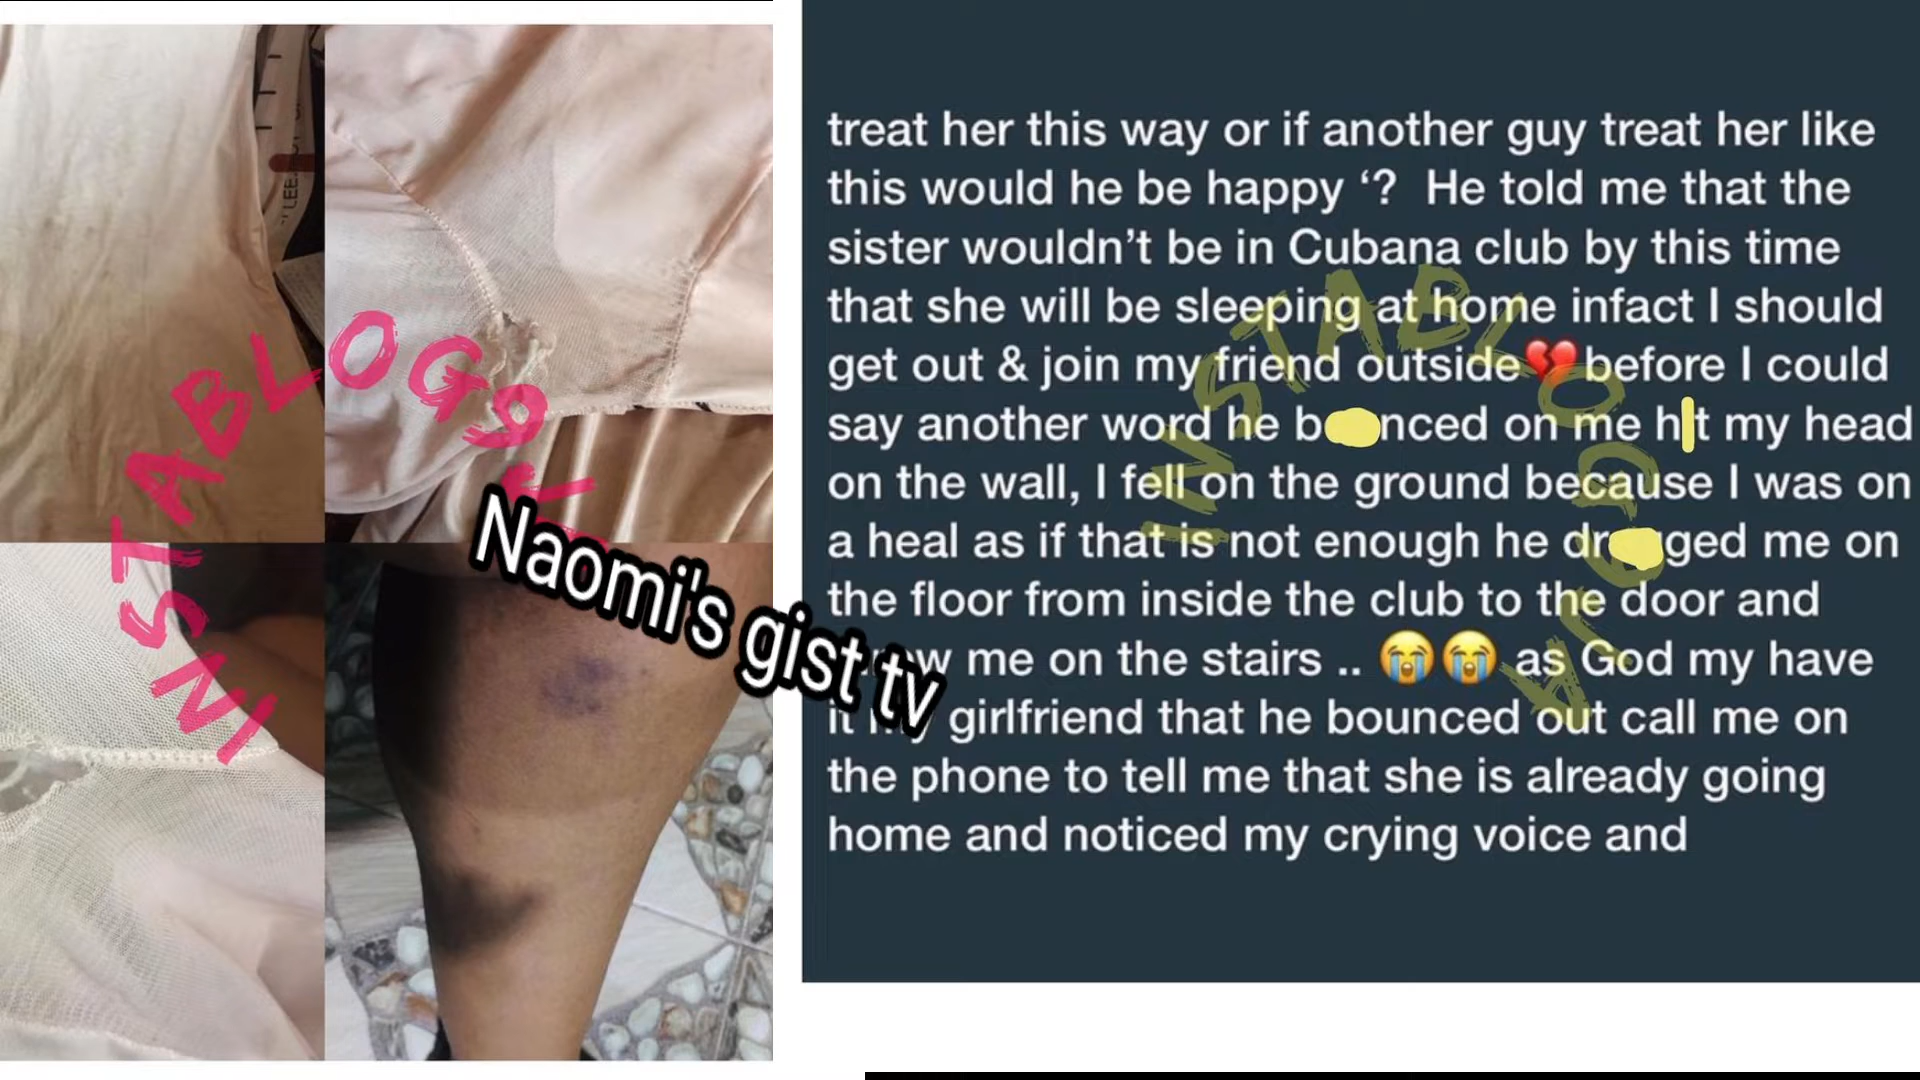 INSTABLOG9JA
Naomi's gist tv
treat her this way or if another guy treat her like
this would he be happy ‘?  He told me that the
sister wouldn’t be in Cubana club by this time
that she will be sleeping at home infact I should
get out & join my friend outside💔before I could
say another word he b nced on me h t my head
on the wall, I fell on the ground because I was on
a heal as if that is not enough he dr ged me on
the floor from inside the club to the door and
me on the stairs .. 😭😭 as God my have
it girlfriend that he bounced out call me on
the phone to tell me that she is already going
home and noticed my crying voice and
INSTABLOG9JA